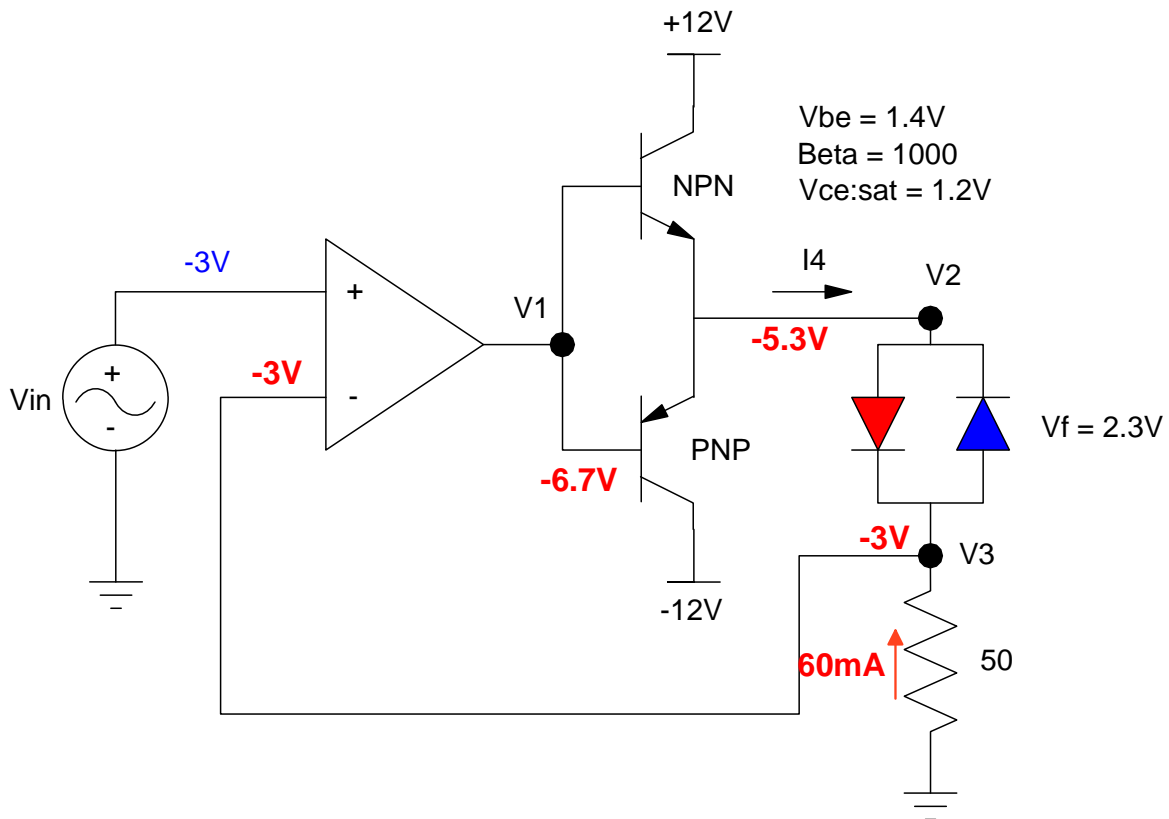 +12V
Vbe = 1.4V
Beta = 1000
Vce:sat = 1.2V
NPN
-3V
I4
V2
+
V1
-5.3V
-3V
+
Vin
-
-
Vf = 2.3V
PNP
-6.7V
-3V
V3
-12V
60mA
50